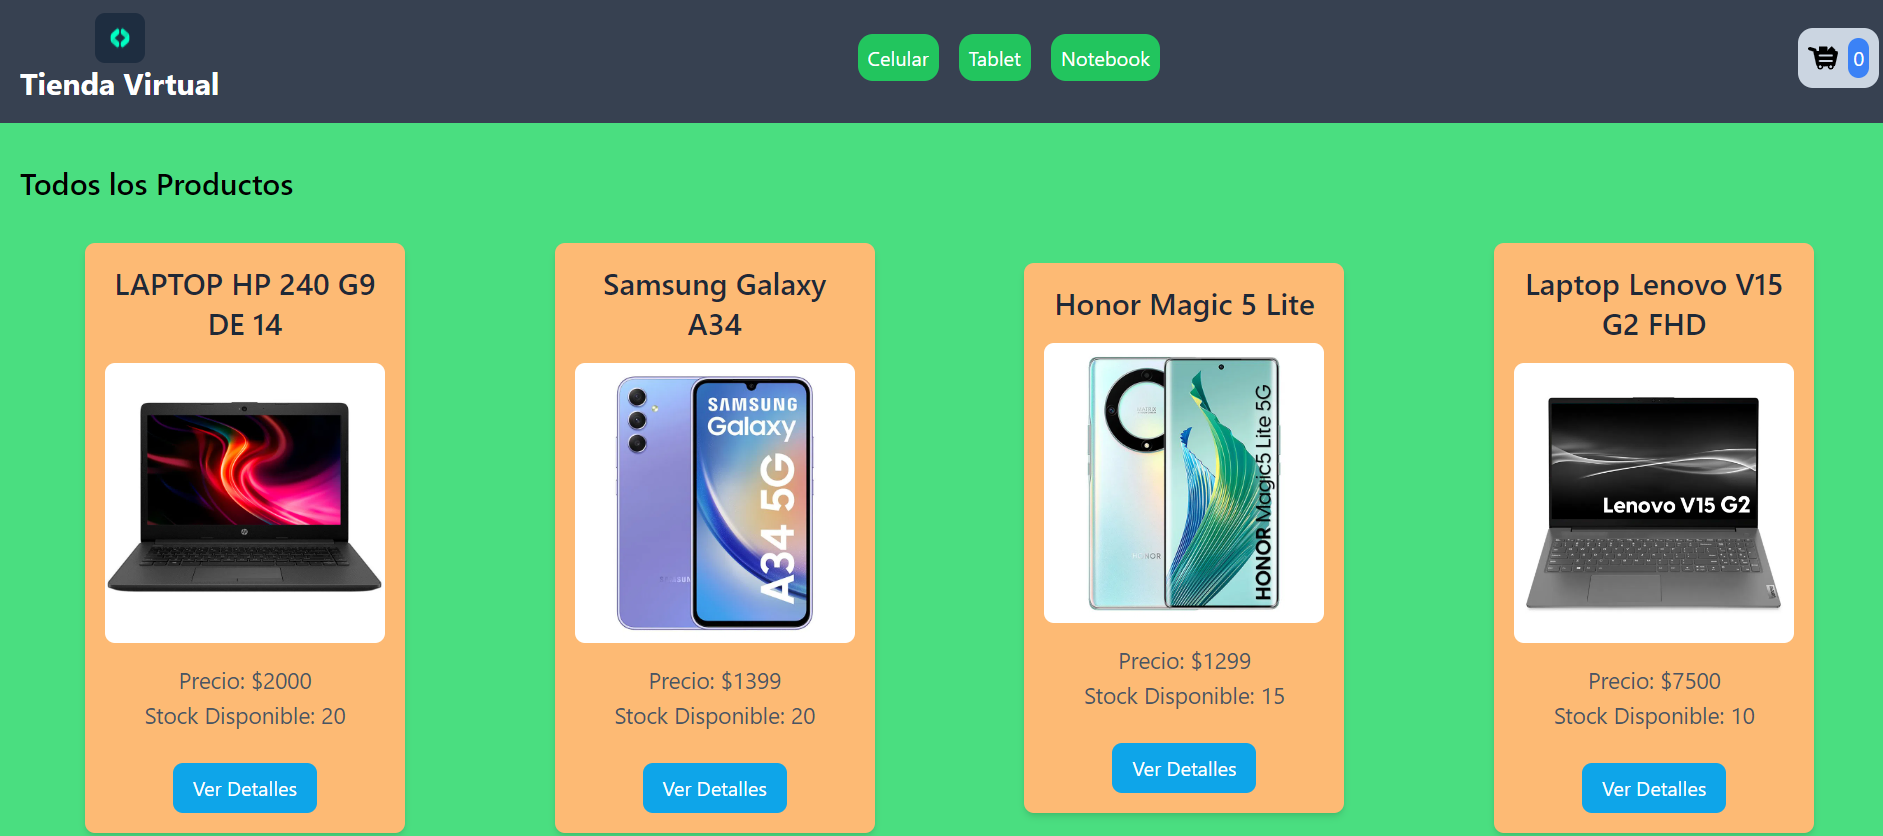 Tienda Virtual
Celular
Tablet
Notebook
0
Todos los Productos
LAPTOP HP 240 G9
DE 14
Precio: $2000
Stock Disponible: 20
Ver Detalles
Samsung Galaxy
A34
SAMSUNG
Galaxy
A34 5G
Precio: $1399
Stock Disponible: 20
Ver Detalles
Honor Magic 5 Lite
HONOR
HONOR Magic5 Lite 5G
Precio: $1299
Stock Disponible: 15
Ver Detalles
Laptop Lenovo V15
G2 FHD
Lenovo V15 G2
Precio: $7500
Stock Disponible: 10
Ver Detalles